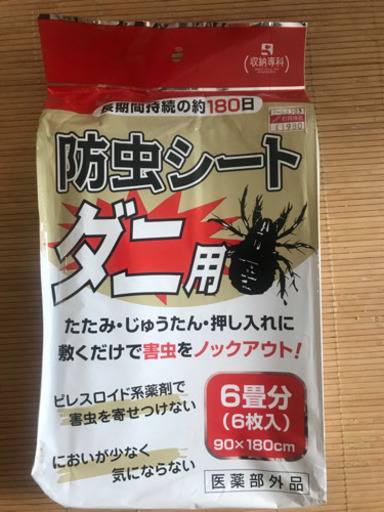 収納専科
長期間持続の約180日
¥980
防虫シート
ダニ用
たたみ・じゅうたん・押し入れに
敷くだけで害虫をノックアウト!
ピレスロイド系薬剤で
害虫を寄せつけない
においが少なく
気にならない
6畳分
(6枚入)
90×180cm
医薬部外品